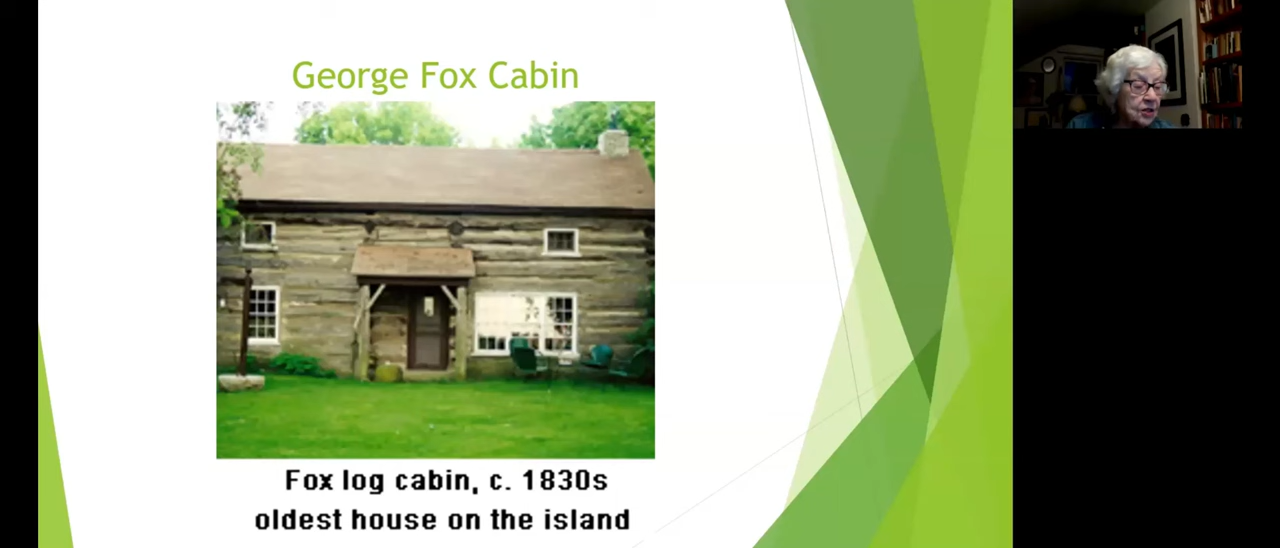 George Fox Cabin
Fox log cabin, c. 1830s
oldest house on the island